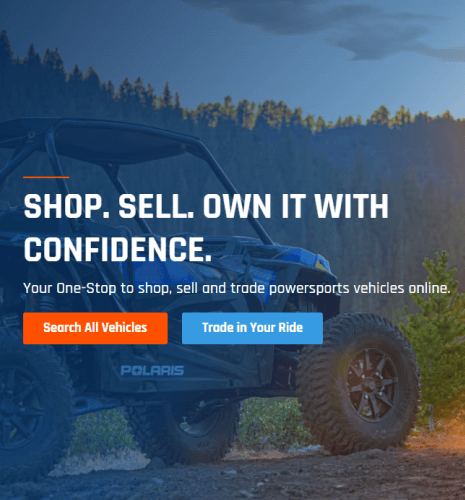 SHOP. SELL. OWN IT WITH
CONFIDENCE.
Your One-Stop to shop, sell and trade powersports vehicles online.
Search All Vehicles
Trade in Your Ride
POLARIS